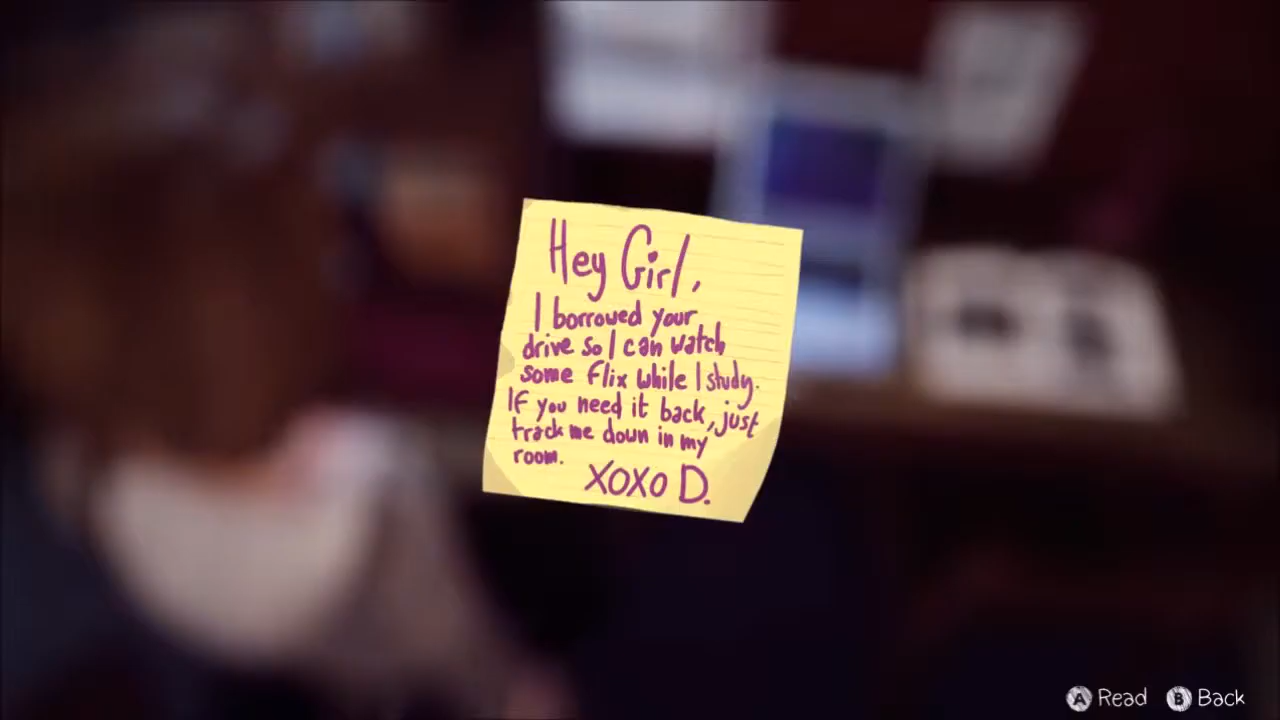 Hey Girl,
I borrowed your
drive so I can watch
some flix while I study.
If you need it back, just
track me down in my
room.
XOXO D.
A Read B Back